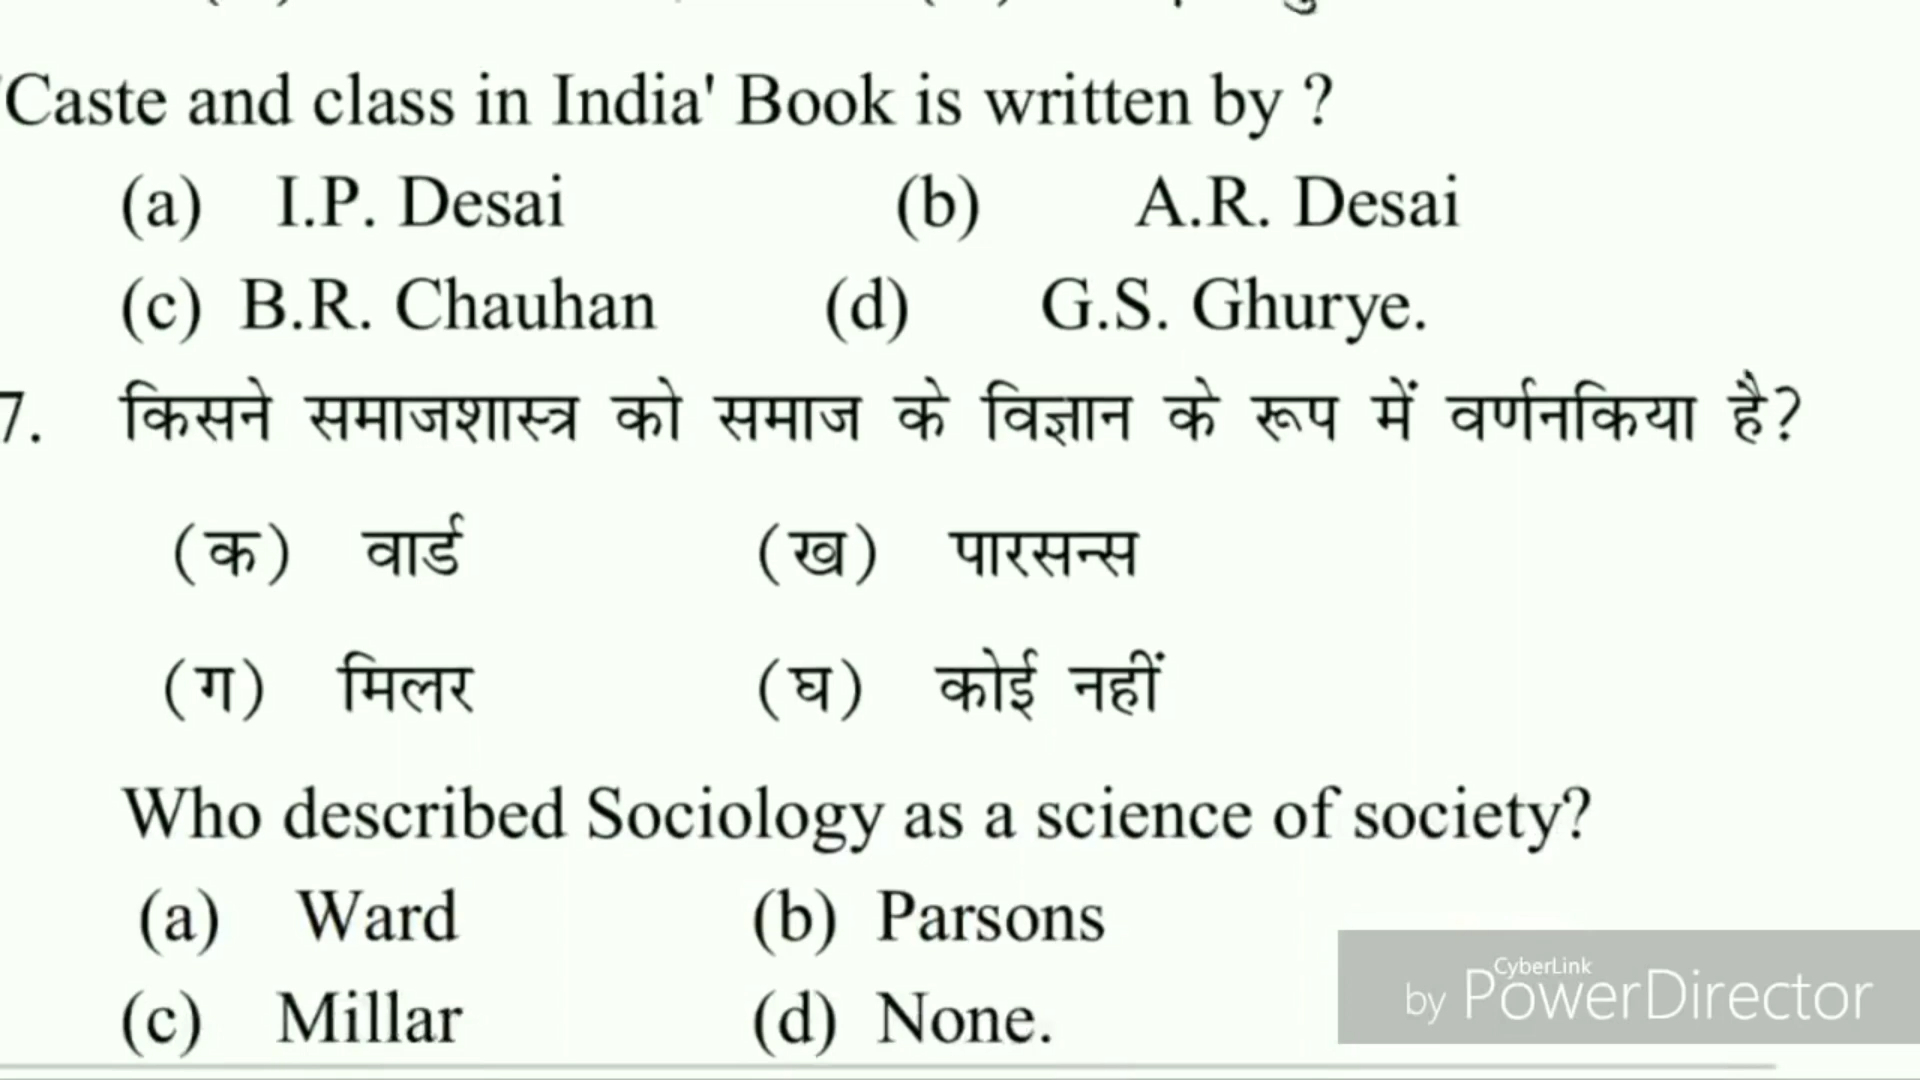 'Caste and class in India' Book is written by ?
(a) I.P. Desai (b) A.R. Desai
(c) B.R. Chauhan (d) G.S. Ghurye.
7. किसने समाजशास्त्र को समाज के विज्ञान के रूप में वर्णनकिया है?
(क) वार्ड (ख) पारसन्स
(ग) मिलर (घ) कोई नहीं
Who described Sociology as a science of society?
(a) Ward (b) Parsons
(c) Millar (d) None.
CyberLink
by PowerDirector